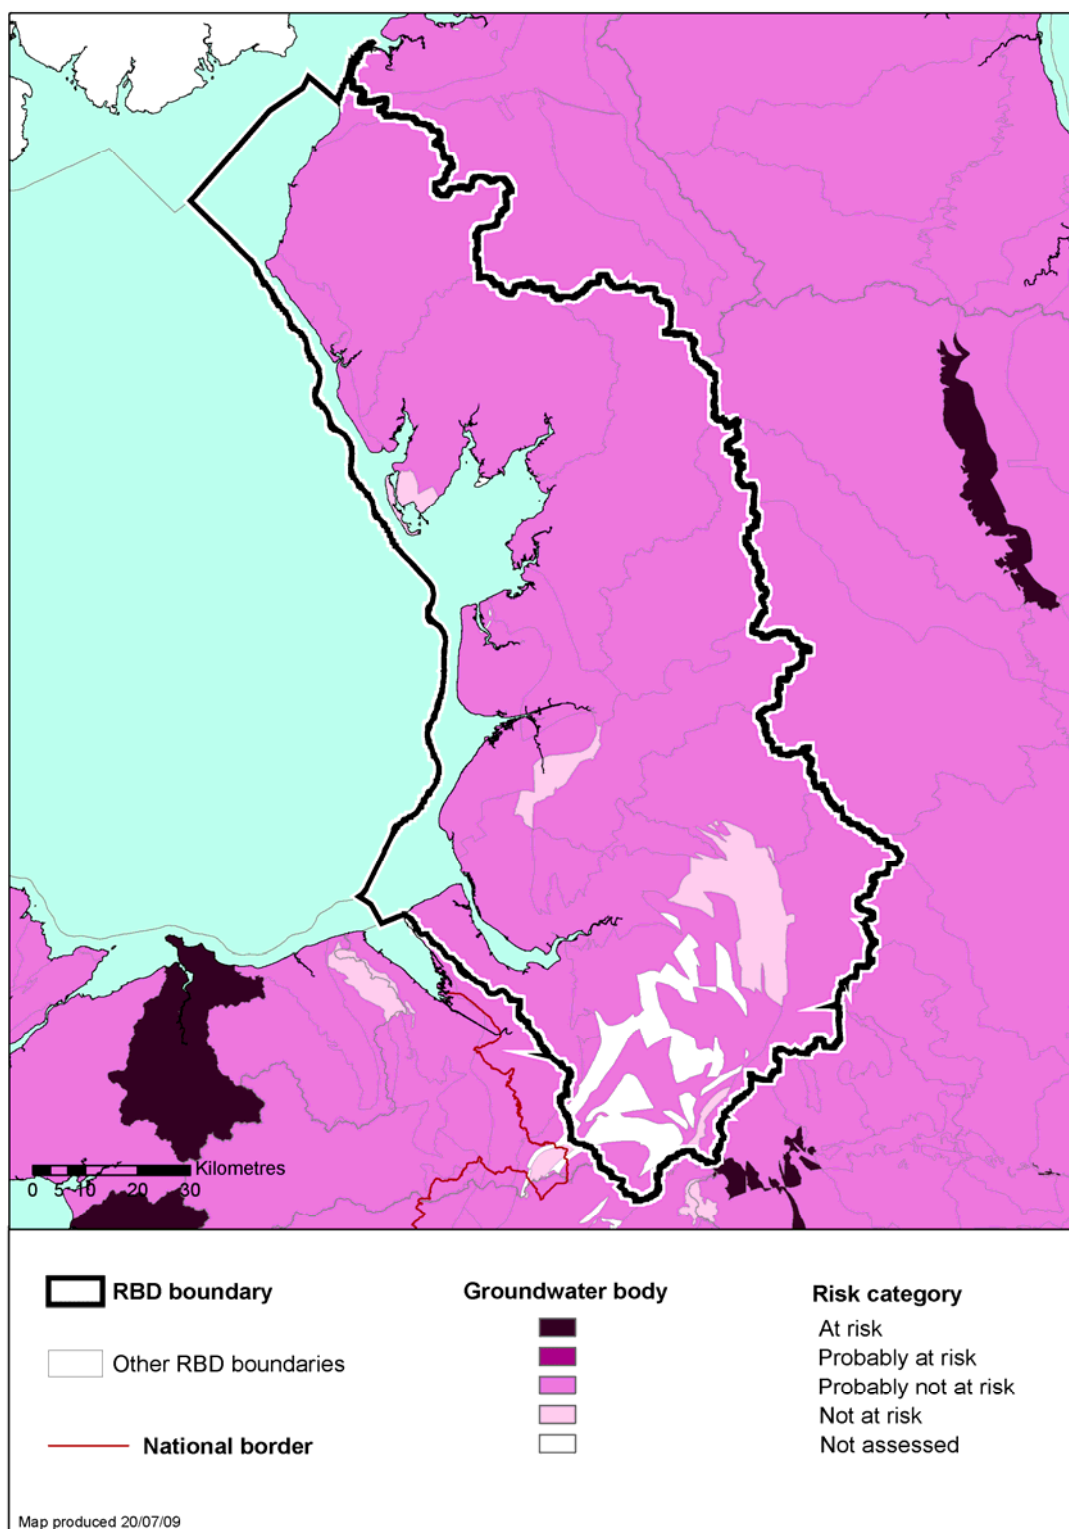 Kilometres
0 5 10 20 30
RBD boundary
Other RBD boundaries
National border
Groundwater body
Risk category
At risk
Probably at risk
Probably not at risk
Not at risk
Not assessed
Map produced 20/07/09